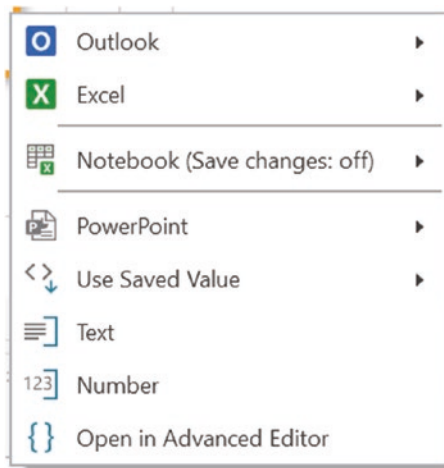 Outlook
Excel
Notebook (Save changes: off)
PowerPoint
Use Saved Value
Text
123 Number
Open in Advanced Editor